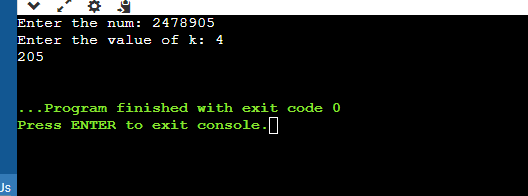 Enter the num: 2478905
Enter the value of k: 4
205
...Program finished with exit code 0
Press ENTER to exit console.
Js